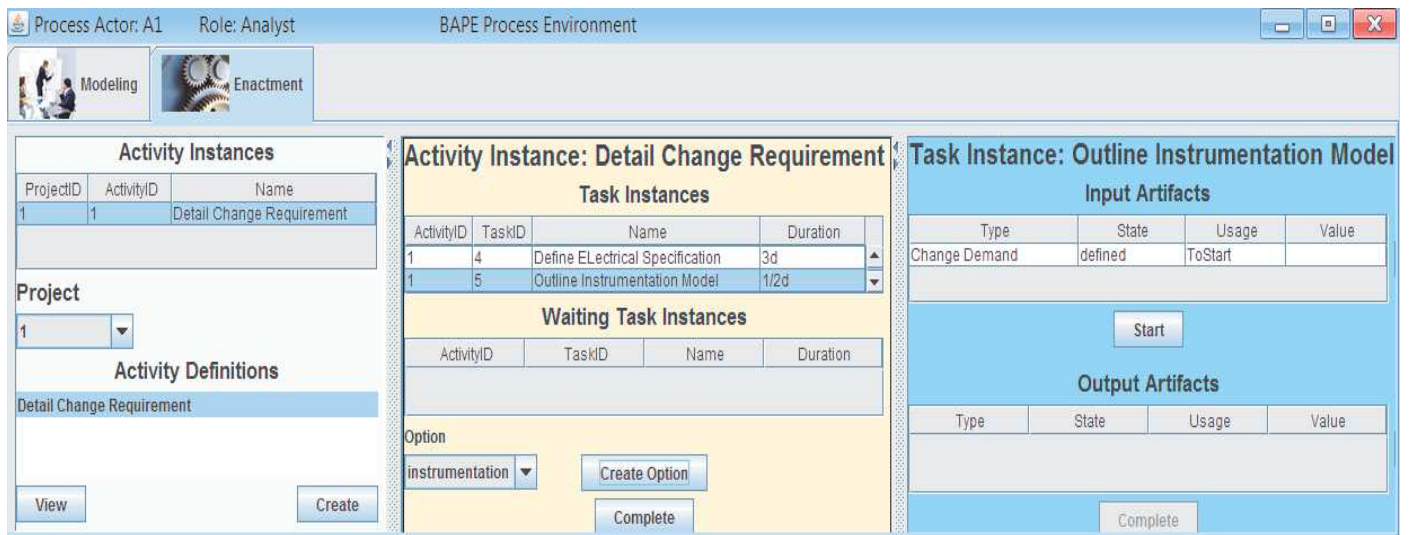 Process Actor: A1 Role: Analyst BAPE Process Environment
Modeling
Enactment
Activity Instances
ProjectID ActivityID Name
1 1 Detail Change Requirement
Project
1
Activity Definitions
Detail Change Requirement
View Create
Activity Instance: Detail Change Requirement
Task Instances
ActivityID TaskID Name Duration
1 4 Define ELectrical Specification 3d
1 5 Outline Instrumentation Model 1/2d
Waiting Task Instances
ActivityID TaskID Name Duration
Option
instrumentation Create Option
Complete
Task Instance: Outline Instrumentation Model
Input Artifacts
Type State Usage Value
Change Demand defined ToStart
Start
Output Artifacts
Type State Usage Value
Complete